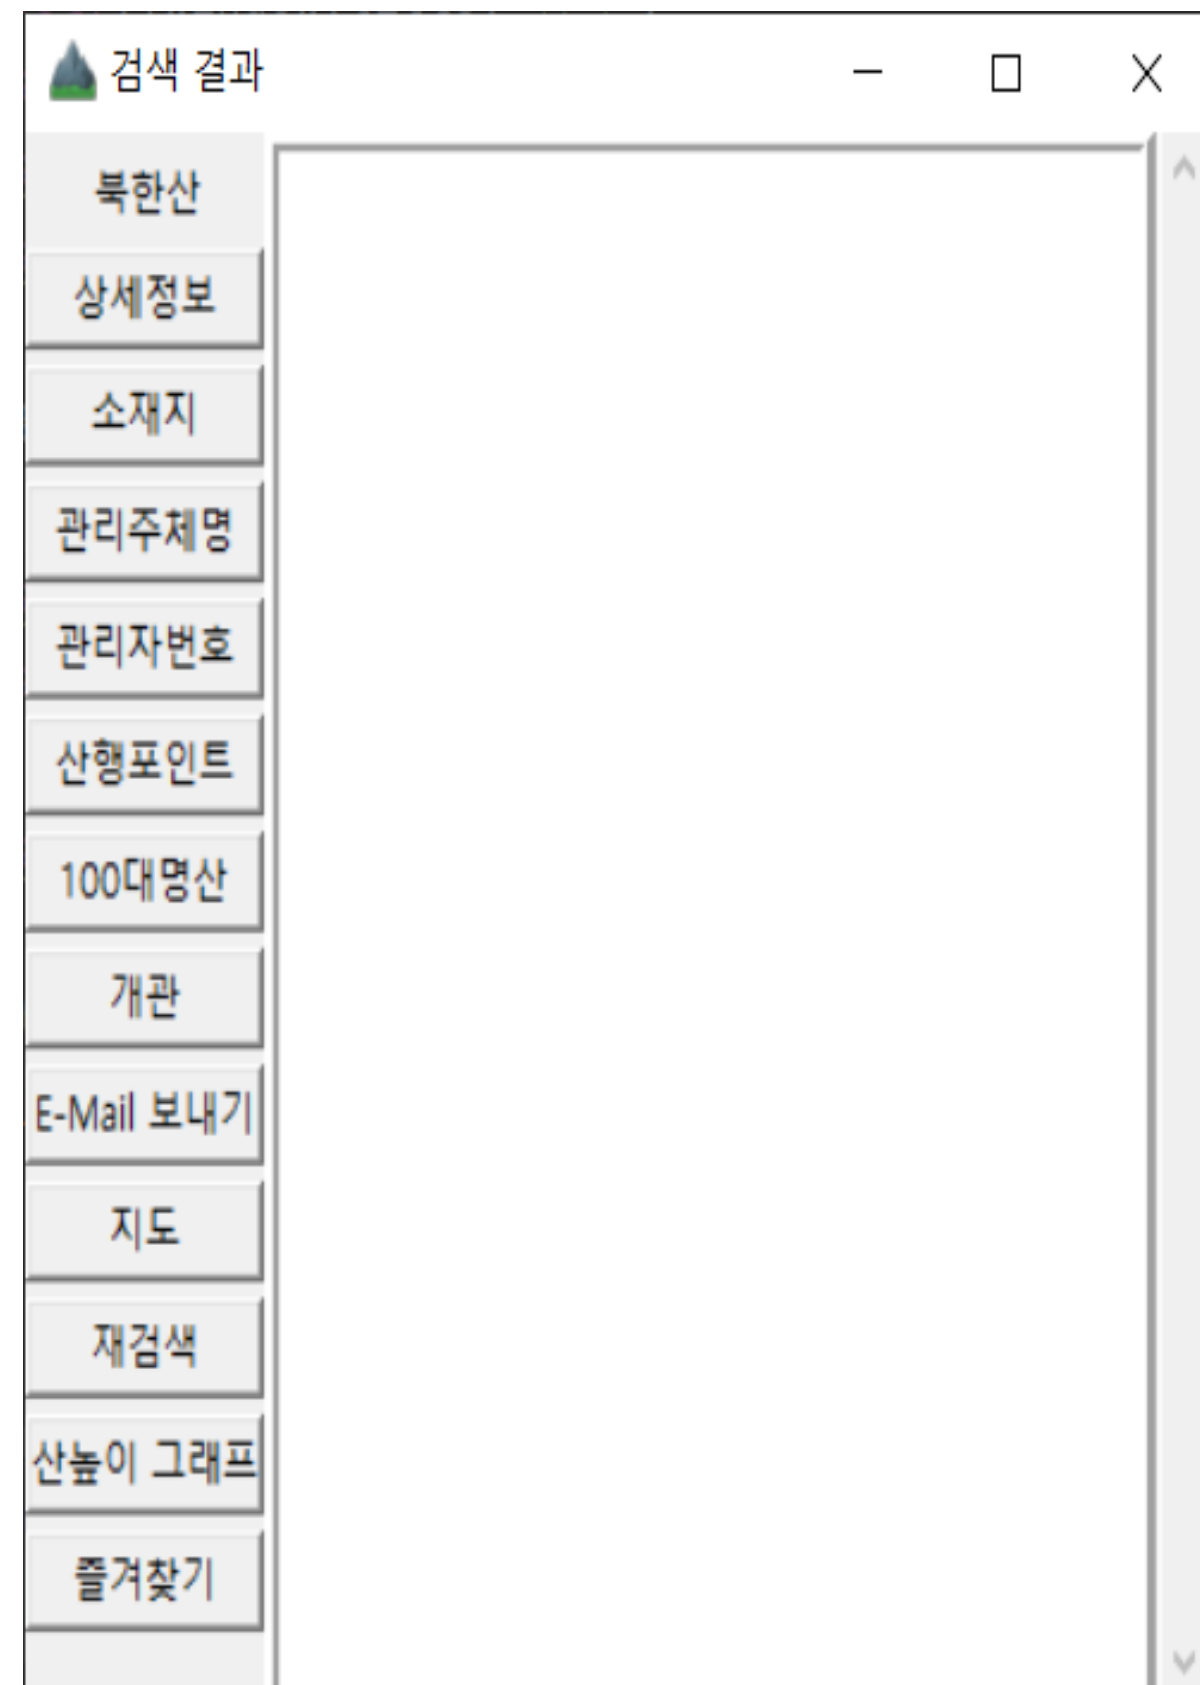 검색 결과
북한산
상세정보
소재지
관리주체명
관리자번호
산행포인트
100대명산
개관
E-Mail 보내기
지도
재검색
산높이 그래프
쯜겨찾기